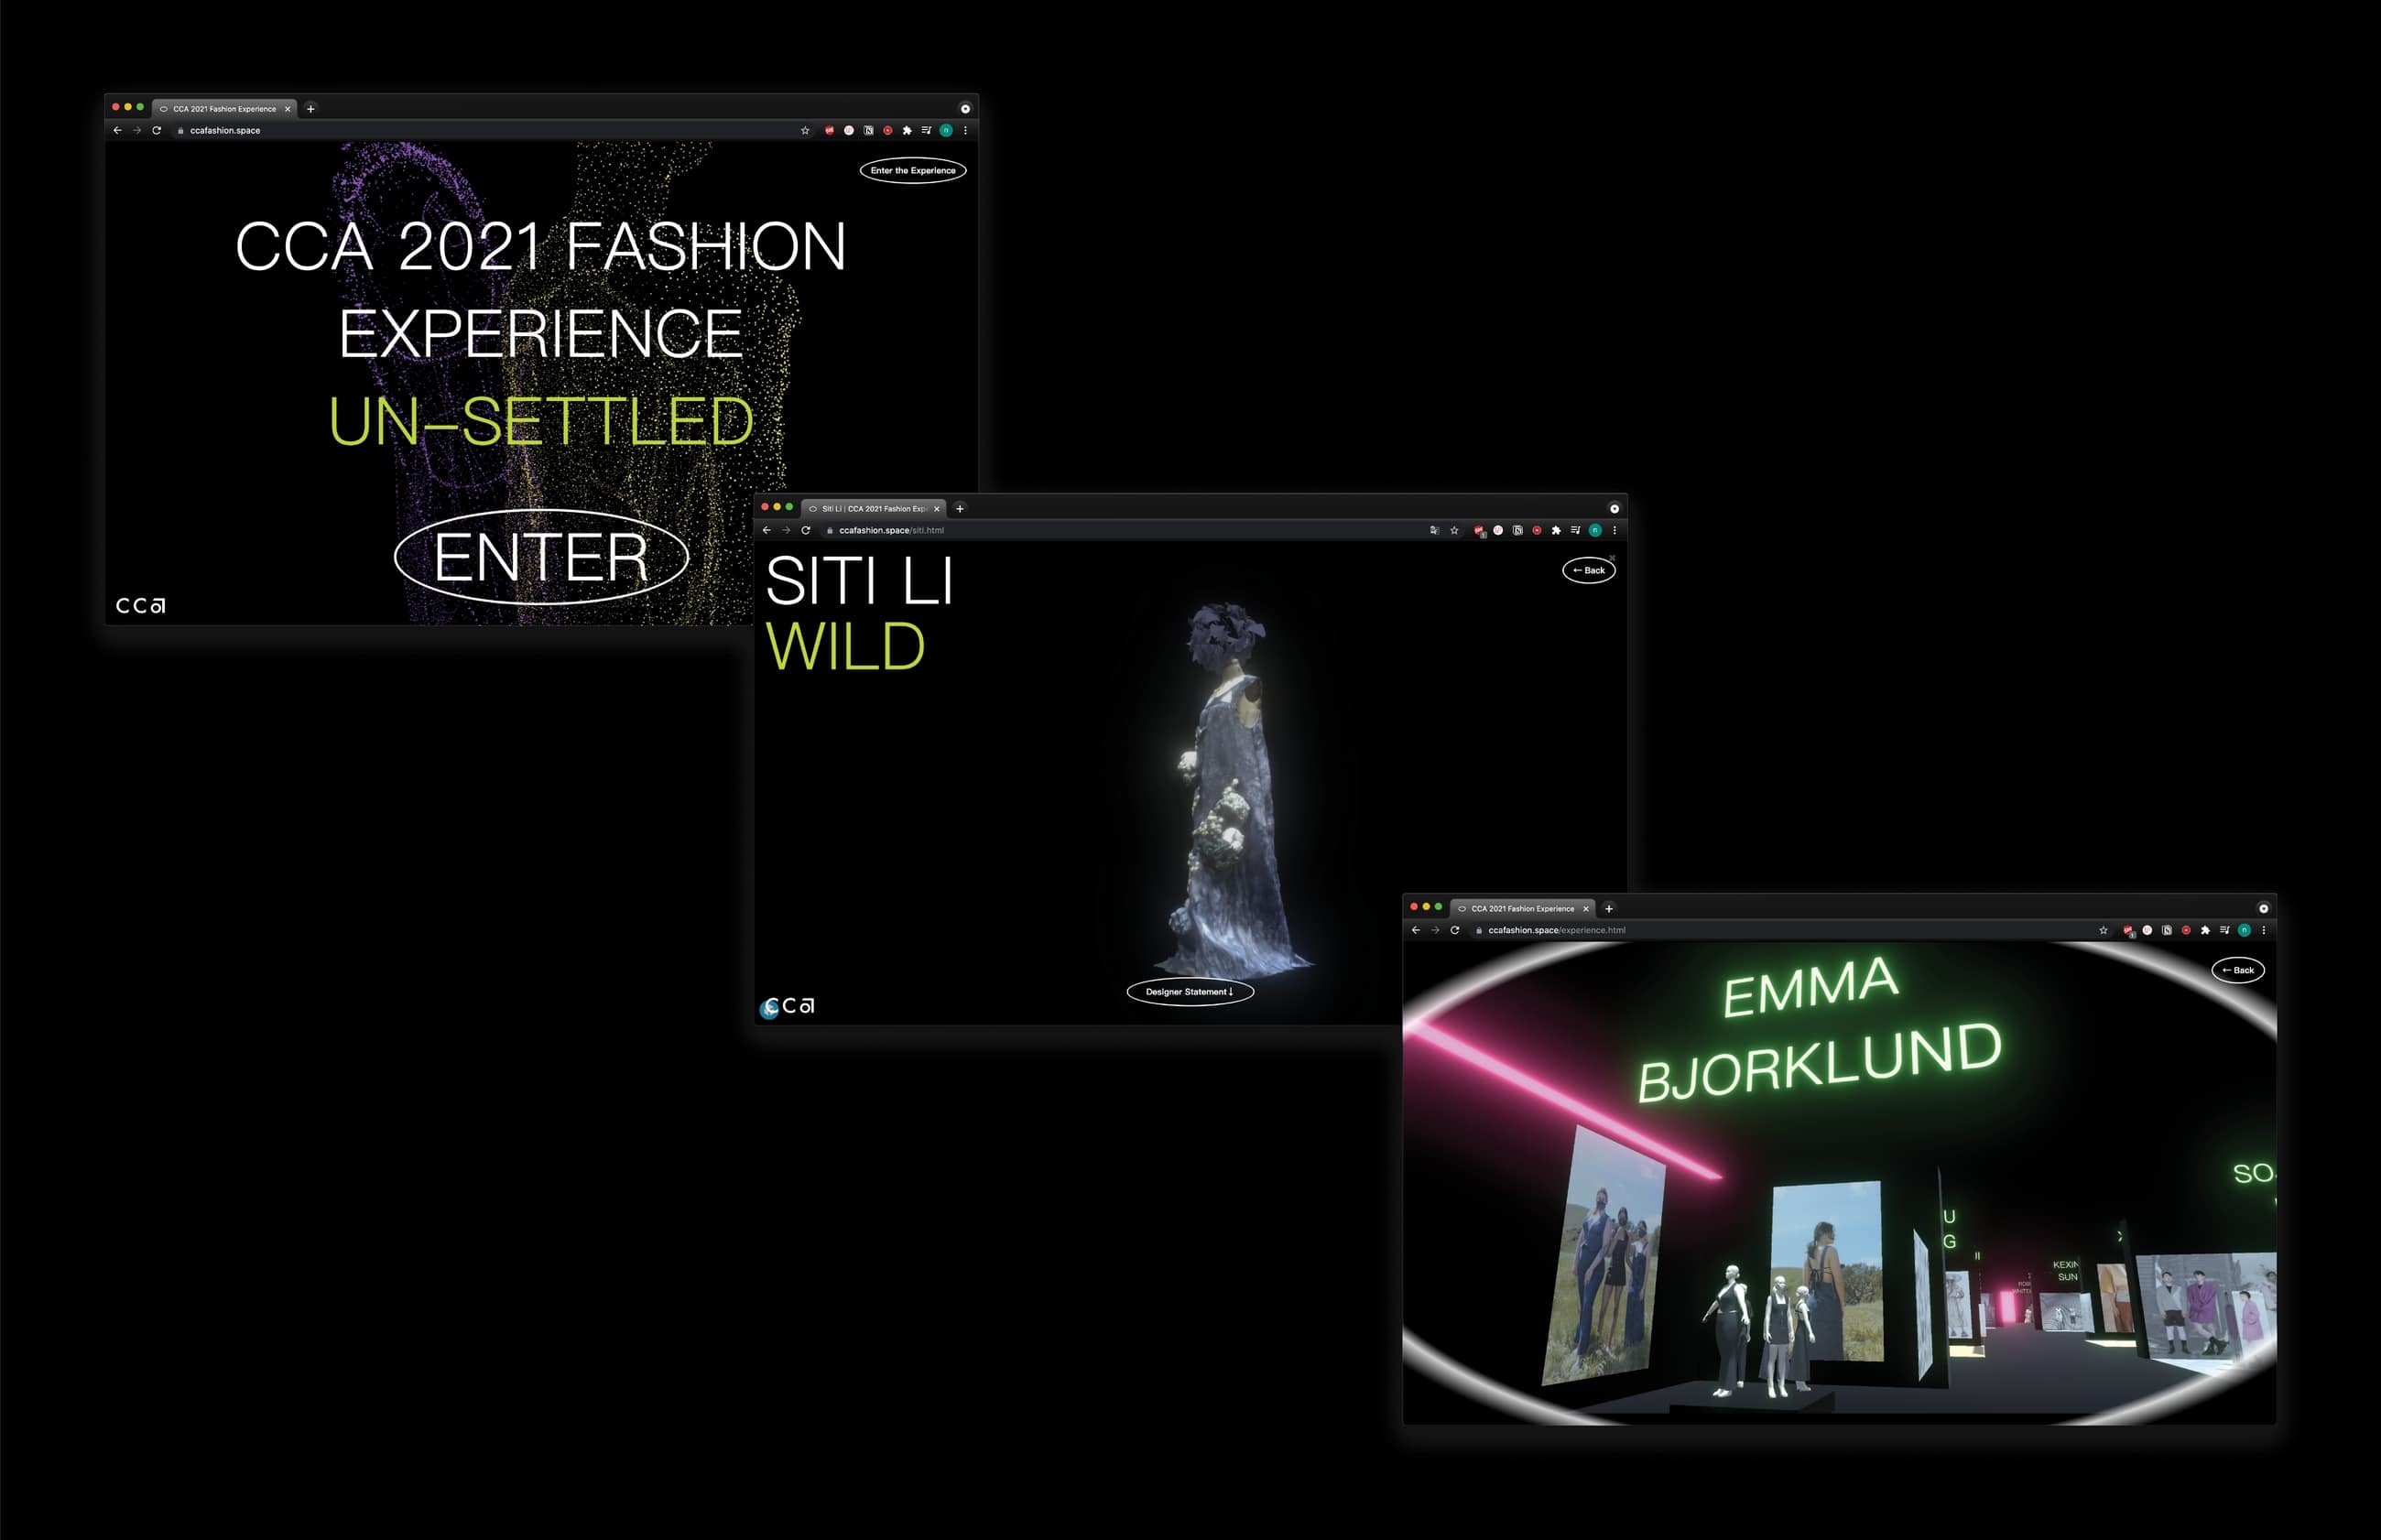 CCA 2021 Fashion Experience
ccafashion.space
Enter the Experience
CCA 2021 FASHION
EXPERIENCE
UN–SETTLED
ENTER
CCA
Siti Li | CCA 2021 Fashion Exp
ccafashion.space/siti.html
SITI LI
WILD
← Back
Designer Statement ↓
CCA
CCA 2021 Fashion Experience
ccafashion.space/experience.html
← Back
EMMA
BJORKLUND
SO
U
G
KEXIN
SUN